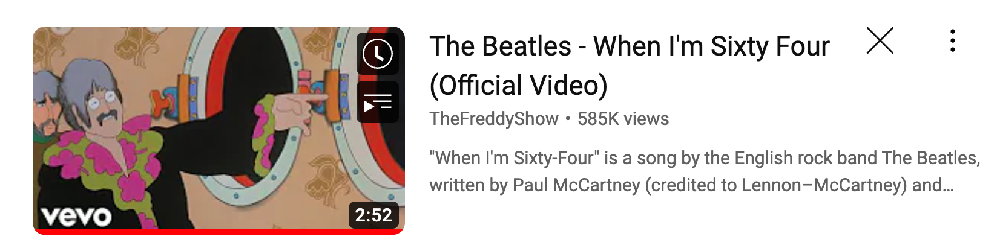 The Beatles - When I'm Sixty Four
(Official Video)
TheFreddyShow • 585K views
"When I'm Sixty-Four" is a song by the English rock band The Beatles,
written by Paul McCartney (credited to Lennon–McCartney) and...
vevo
2:52